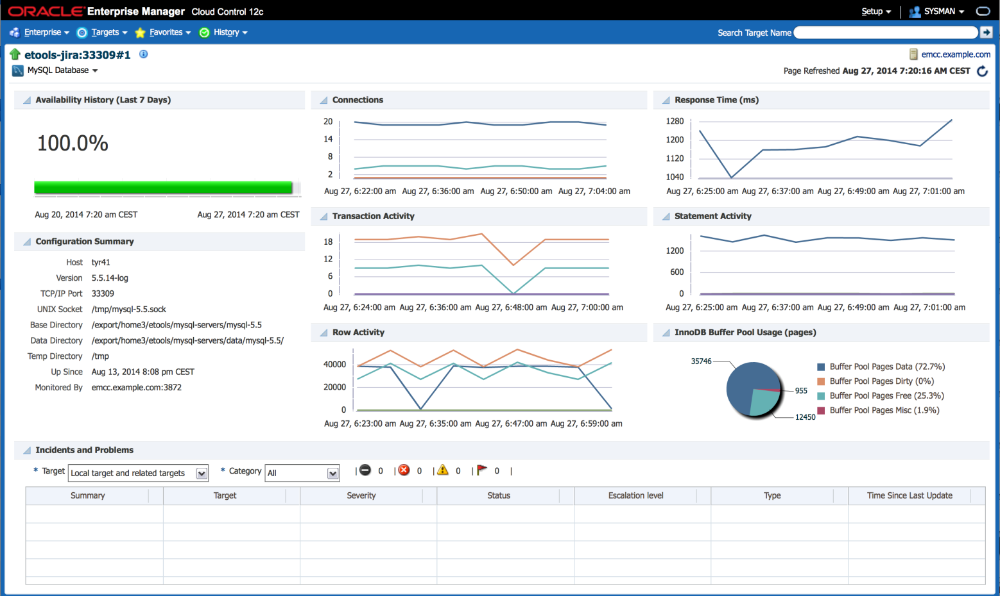 ORACLE Enterprise Manager Cloud Control 12c
Setup
SYSMAN
Enterprise Targets Favorites History
Search Target Name
etools-jira:33309#1
emcc.example.com
MySQL Database
Page Refreshed Aug 27, 2014 7:20:16 AM CEST
Availability History (Last 7 Days)
100.0%
Aug 20, 2014 7:20 am CEST
Aug 27, 2014 7:20 am CEST
Configuration Summary
Host tyr41
Version 5.5.14-log
TCP/IP Port 33309
UNIX Socket /tmp/mysql-5.5.sock
Base Directory /export/home3/etools/mysql-servers/mysql-5.5
Data Directory /export/home3/etools/mysql-servers/data/mysql-5.5/
Temp Directory /tmp
Up Since Aug 13, 2014 8:08 pm CEST
Monitored By emcc.example.com:3872
Connections
20
14
8
2
Aug 27, 6:22:00 am Aug 27, 6:36:00 am Aug 27, 6:50:00 am Aug 27, 7:04:00 am
Transaction Activity
18
12
6
0
Aug 27, 6:24:00 am Aug 27, 6:36:00 am Aug 27, 6:48:00 am Aug 27, 7:00:00 am
Row Activity
40000
20000
0
Aug 27, 6:23:00 am Aug 27, 6:35:00 am Aug 27, 6:47:00 am Aug 27, 6:59:00 am
Response Time (ms)
1280
1200
1120
1040
Aug 27, 6:25:00 am Aug 27, 6:37:00 am Aug 27, 6:49:00 am Aug 27, 7:01:00 am
Statement Activity
1200
600
0
Aug 27, 6:25:00 am Aug 27, 6:37:00 am Aug 27, 6:49:00 am Aug 27, 7:01:00 am
InnoDB Buffer Pool Usage (pages)
35746
955
12450
Buffer Pool Pages Data (72.7%)
Buffer Pool Pages Dirty (0%)
Buffer Pool Pages Free (25.3%)
Buffer Pool Pages Misc (1.9%)
Incidents and Problems
* Target Local target and related targets * Category All | 0 | 0 | 0 | 0 |
Summary Target Severity Status Escalation level Type Time Since Last Update